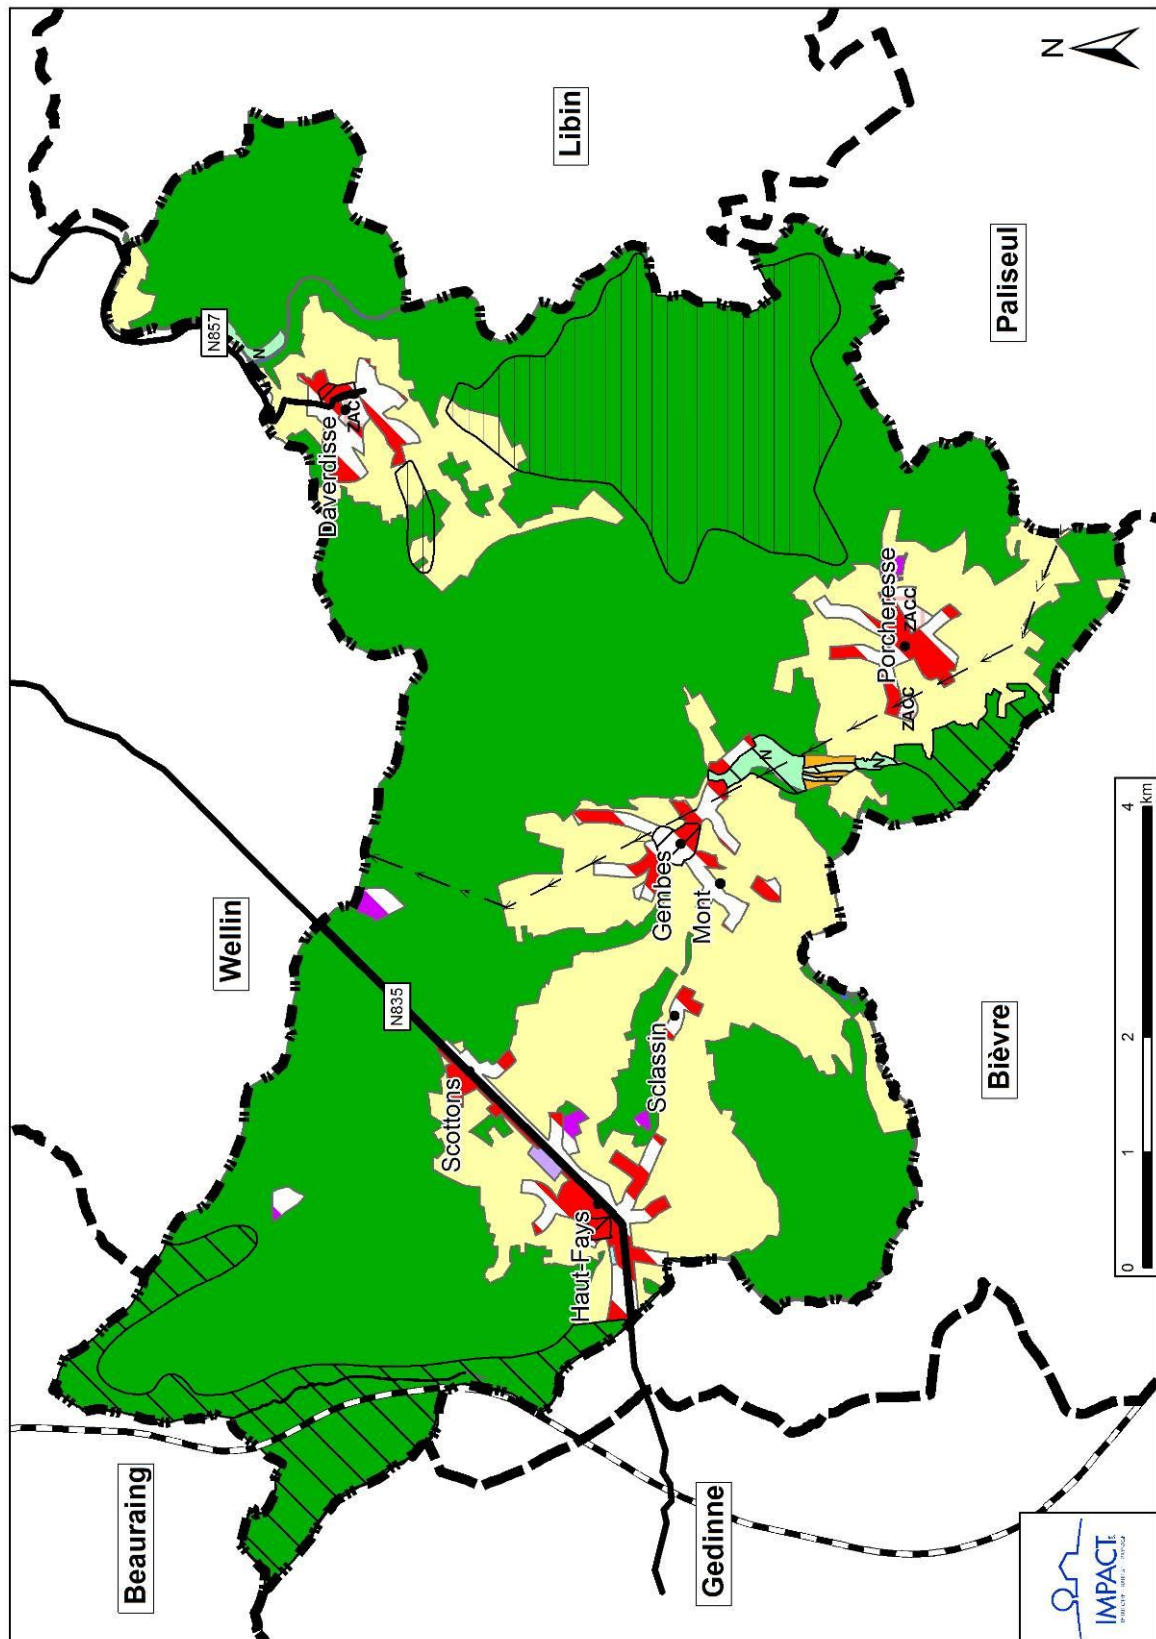 Beauraing
Wellin
N857
Daverdisse
ZACC
N
N
Libin
N835
Scottons
Haut-Fays
Sclassin
Gembes
Mont
N
N
Porcheresse
ZACC
ZACC
Gedinne
Bièvre
Paliseul
0 1 2 4
km
IMPACT